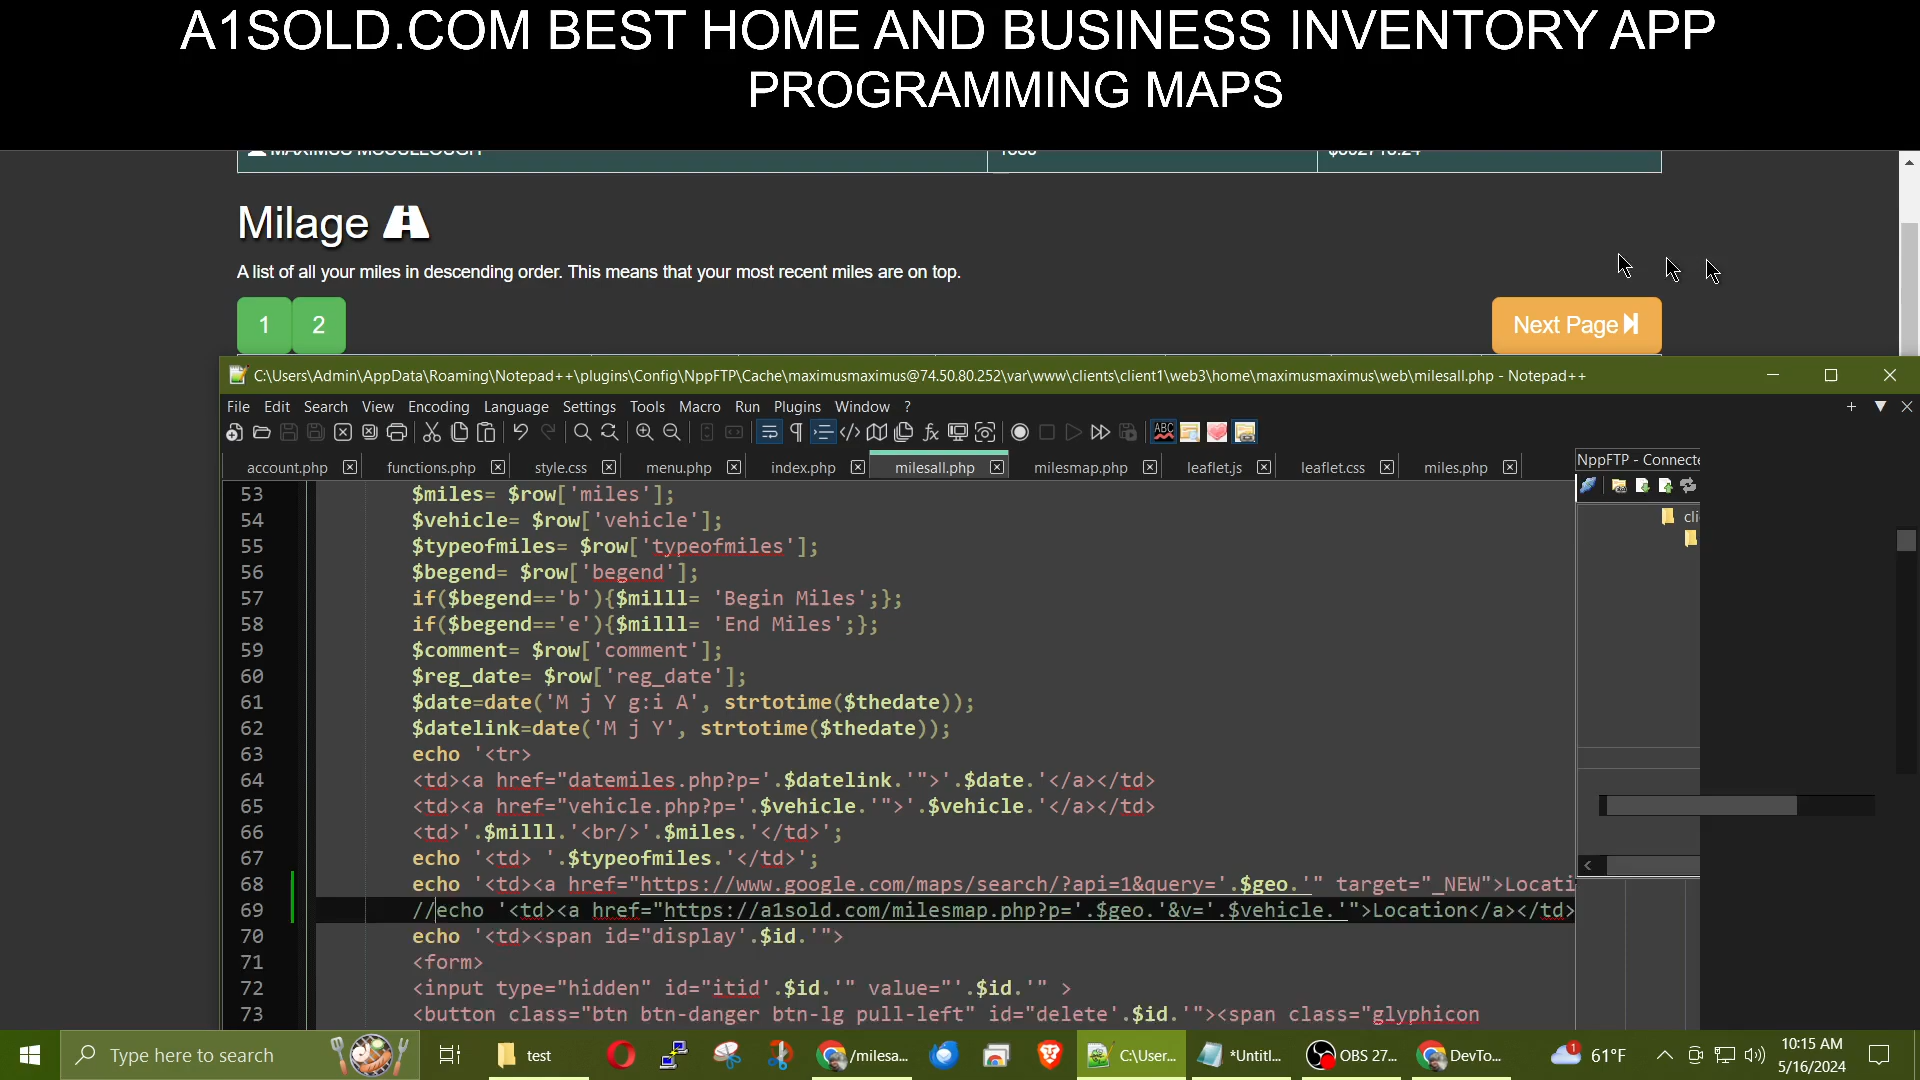 A1SOLD.COM BEST HOME AND BUSINESS INVENTORY APP
PROGRAMMING MAPS
Milage
A list of all your miles in descending order. This means that your most recent miles are on top.
1 2 Next Page
C:\Users\Admin\AppData\Roaming\Notepad++\plugins\Config\NppFTP\Cache\maximusmaximus@74.50.80.252\var\www\clients\client1\web3\home\maximusmaximus\web\milesall.php - Notepad++
File Edit Search View Encoding Language Settings Tools Macro Run Plugins Window ?
account.php functions.php style.css menu.php index.php milesall.php milesmap.php leaflet.js leaflet.css miles.php
NppFTP - Connecte
cli
53 $miles= $row['miles'];
54 $vehicle= $row['vehicle'];
55 $typeofmiles= $row['typeofmiles'];
56 $begend= $row['begend'];
57 if($begend=='b'){$milll= 'Begin Miles';};
58 if($begend=='e'){$milll= 'End Miles';};
59 $comment= $row['comment'];
60 $reg_date= $row['reg_date'];
61 $date=date('M j Y g:i A', strtotime($thedate));
62 $datelink=date('M j Y', strtotime($thedate));
63 echo '<tr>
64 <td><a href="datemiles.php?p='.$datelink.'">'.$date.'</a></td>
65 <td><a href="vehicle.php?p='.$vehicle.'">'.$vehicle.'</a></td>
66 <td>'.$milll.'<br/>'.$miles.'</td>';
67 echo '<td> '.$typeofmiles.'</td>';
68 echo '<td><a href="https://www.google.com/maps/search/?api=1&query='.$geo.'" target="_NEW">Locati
69 //echo '<td><a href="https://a1sold.com/milesmap.php?p='.$geo.'&v='.$vehicle.'">Location</a></td>
70 echo '<td><span id="display'.$id.'">
71 <form>
72 <input type="hidden" id="itid'.$id.'" value="'.$id.'" >
73 <button class="btn btn-danger btn-lg pull-left" id="delete'.$id.'"><span class="glyphicon
Type here to search
test
/milesa...
C:\User...
*Untitl...
OBS 27...
DevTo...
1
61°F
10:15 AM
5/16/2024